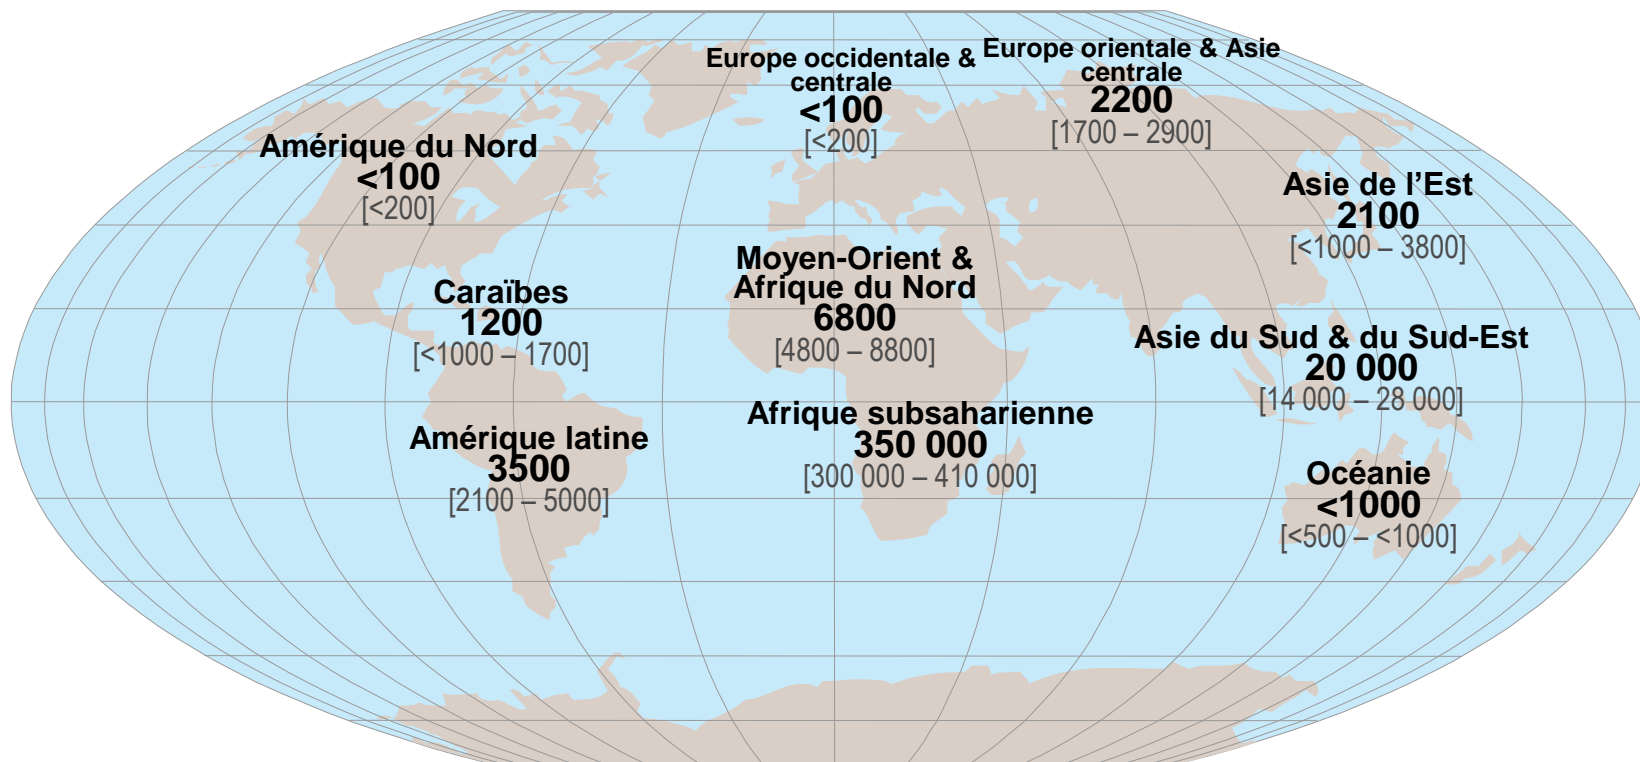 Europe occidentale &
centrale
<100
[<200]
Europe orientale & Asie
centrale
2200
[1700 – 2900]
Amérique du Nord
<100
[<200]
Asie de l’Est
2100
[<1000 – 3800]
Moyen-Orient &
Afrique du Nord
6800
[4800 – 8800]
Caraïbes
1200
[<1000 – 1700]
Asie du Sud & du Sud-Est
20 000
[14 000 – 28 000]
Afrique subsaharienne
350 000
[300 000 – 410 000]
Amérique latine
3500
[2100 – 5000]
Océanie
<1000
[<500 – <1000]